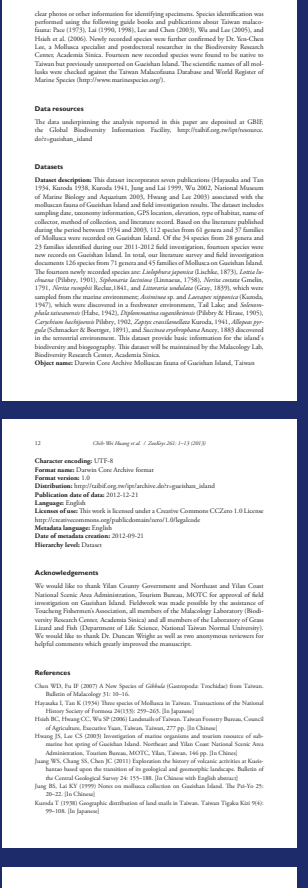 clear photos or other information for identifying specimens. Species identification was
performed using the following guide books and publications about Taiwan malaco-
fauna: Pace (1973), Lai (1990, 1998), Lee and Chen (2003), Wu and Lee (2005), and
Hsieh et al. (2006). Newly recorded species were further confirmed by Dr. Yen-Chen
Lee, a Mollusca specialist and postdoctoral researcher in the Biodiversity Research
Center, Academia Sinica. Fourteen new recorded species were found to be native to
Taiwan but previously unreported on Gueishan Island. The scientific names of all mol-
lusks were checked against the Taiwan Malacofauna Database and World Register of
Marine Species (http://www.marinespecies.org/).
Data resources
The data underpinning the analysis reported in this paper are deposited at GBIF,
the Global Biodiversity Information Facility, http://taibif.org.tw/ipt/resource.
do?r=gueishan_island
Datasets
Dataset description: This dataset incorporates seven publications (Hayasaka and Tan
1934, Kuroda 1938, Kuroda 1941, Jung and Lai 1999, Wu 2002, National Museum
of Marine Biology and Aquarium 2003, Hwang and Lee 2003) associated with the
molluscan fauna of Gueishan Island and field investigation results. The dataset includes
sampling date, taxonomy information, GPS location, elevation, type of habitat, name of
collector, method of collection, and literature record. Based on the literature published
during the period between 1934 and 2003, 112 species from 61 genera and 37 families
of Mollusca were recorded on Gueishan Island. Of the 34 species from 28 genera and
23 families identified during our 2011-2012 field investigation, fourteen species were
new records on Gueishan Island. In total, our literature survey and field investigation
documents 126 species from 71 genera and 45 families of Mollusca on Gueishan Island.
The fourteen newly recorded species are: Liolophura japonica (Lischke, 1873), Lottia lu-
chuana (Pilsbry, 1901), Siphonaria laciniosa (Linnaeus, 1758), Nerita costata Gmelin,
1791, Nerita rumphii Recluz,1841, and Littoraria undulata (Gray, 1839), which were
sampled from the marine environment; Assiminea sp. and Laevapex nipponica (Kuroda,
1947), which were discovered in a freshwater environment, Tail Lake; and Solenom-
phala taiwanensis (Habe, 1942), Diplommatina suganikeiensis (Pilsbry & Hirase, 1905),
Carychium hachijoensis Pilsbry, 1902, Zaptyx crassilamellata Kuroda, 1941, Allopeas pyr-
gula (Schmacker & Boettger, 1891), and Succinea erythrophana Ancey, 1883 discovered
in the terrestrial environment. This dataset provide basic information for the island's
biodiversity and biogeography. This dataset will be maintained by the Malacology Lab,
Biodiversity Research Center, Academia Sinica.
Object name: Darwin Core Archive Molluscan fauna of Gueishan Island, Taiwan
12 Chih-Wei Huang et al. / ZooKeys 261: 1–13 (2013)
Character encoding: UTF-8
Format name: Darwin Core Archive format
Format version: 1.0
Distribution: http://taibif.org.tw/ipt/archive.do?r=gueishan_island
Publication date of data: 2012-12-21
Language: English
Licenses of use: This work is licensed under a Creative Commons CCZero 1.0 License
http://creativecommons.org/publicdomain/zero/1.0/legalcode
Metadata language: English
Date of metadata creation: 2012-09-21
Hierarchy level: Dataset
Acknowledgements
We would like to thank Yilan County Government and Northeast and Yilan Coast
National Scenic Area Administration, Tourism Bureau, MOTC for approval of field
investigation on Gueishan Island. Fieldwork was made possible by the assistance of
Toucheng Fishermen's Association, all members of the Malacology Laboratory (Biodi-
versity Research Center, Academia Sinica) and all members of the Laboratory of Grass
Lizard and Fish (Department of Life Science, National Taiwan Normal University).
We would like to thank Dr. Duncan Wright as well as two anonymous reviewers for
helpful comments which greatly improved the manuscript.
References
Chen WD, Fu IF (2007) A New Species of Gibbula (Gastropoda: Trochidae) from Taiwan.
Bulletin of Malacology 31: 10–16.
Hayasaka I, Tan K (1934) Three species of Mollusca in Taiwan. Transactions of the National
History Society of Formosa 24(133): 259–263. [In Japanese]
Hsieh BC, Hwang CC, Wu SP (2006) Landsnails of Taiwan. Taiwan Forestry Bureau, Council
of Agriculture, Executive Yuan, Taiwan, Taiwan, 277 pp. [In Chinese]
Hwang JS, Lee CS (2003) Investigation of marine organisms and tourism resource of sub-
marine hot spring of Gueishan Island. Northeast and Yilan Coast National Scenic Area
Administration, Tourism Bureau, MOTC, Yilan, Taiwan, 146 pp. [In Chines]
Juang WS, Chang SS, Chen JC (2011) Exploration the history of volcanic activities at Kueis-
hantao based upon the transition of its geological and geomorphic landscape. Bulletin of
the Central Geological Survey 24: 155–188. [In Chinese with English abstract]
Jung BS, Lai KY (1999) Notes on mollusca collection on Gueishan Island. The Pei-Yo 25:
20–22. [In Chinese]
Kuroda T (1938) Geographic distribution of land snails in Taiwan. Taiwan Tigaku Kizi 9(4):
99–108. [In Japanese]